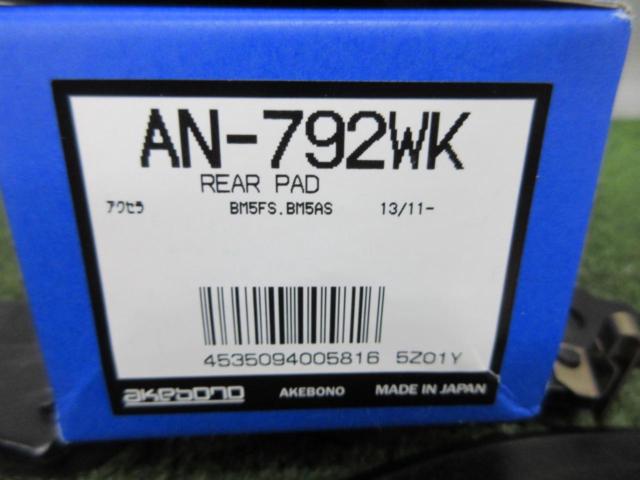 AN-792WK
REAR PAD
アクセラ BM5FS.BM5AS 13/11-
4535094005816 5Z01Y
akebono AKEBONO MADE IN JAPAN